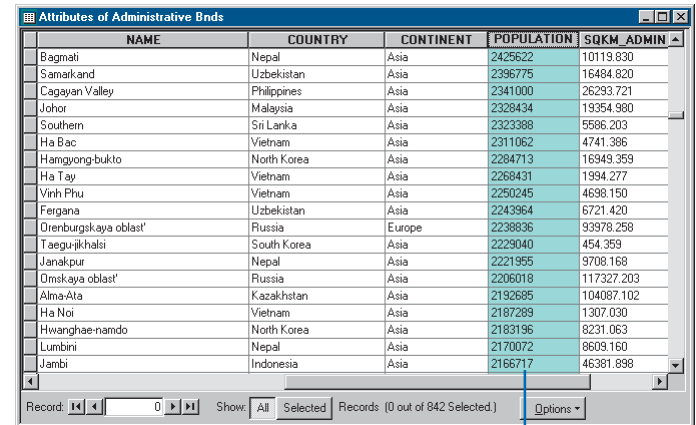 Attributes of Administrative Bnds
NAME COUNTRY CONTINENT POPULATION SQKM_ADMIN
Bagmati Nepal Asia 2425622 10119.830
Samarkand Uzbekistan Asia 2396775 16484.820
Cagayan Valley Philippines Asia 2341000 26293.721
Johor Malaysia Asia 2328434 19354.980
Southern Sri Lanka Asia 2323388 5586.203
Ha Bac Vietnam Asia 2311062 4741.386
Hamgyong-bukto North Korea Asia 2284713 16949.359
Ha Tay Vietnam Asia 2268431 1994.277
Vinh Phu Vietnam Asia 2250245 4698.150
Fergana Uzbekistan Asia 2243964 6721.420
Orenburgskaya oblast' Russia Europe 2238836 93978.258
Taegu-jikhalsi South Korea Asia 2229040 454.359
Janakpur Nepal Asia 2221955 9708.168
Omskaya oblast' Russia Asia 2206018 117327.203
Alma-Ata Kazakhstan Asia 2192685 104087.102
Ha Noi Vietnam Asia 2187289 1307.030
Hwanghae-namdo North Korea Asia 2183196 8231.063
Lumbini Nepal Asia 2170072 8609.160
Jambi Indonesia Asia 2166717 46381.898
Record: 0 Show: All Selected Records (0 out of 842 Selected.) Options